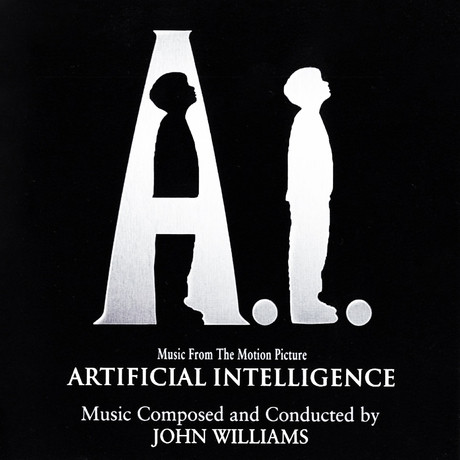 A.I.
Music From The Motion Picture
ARTIFICIAL INTELLIGENCE
Music Composed and Conducted by
JOHN WILLIAMS